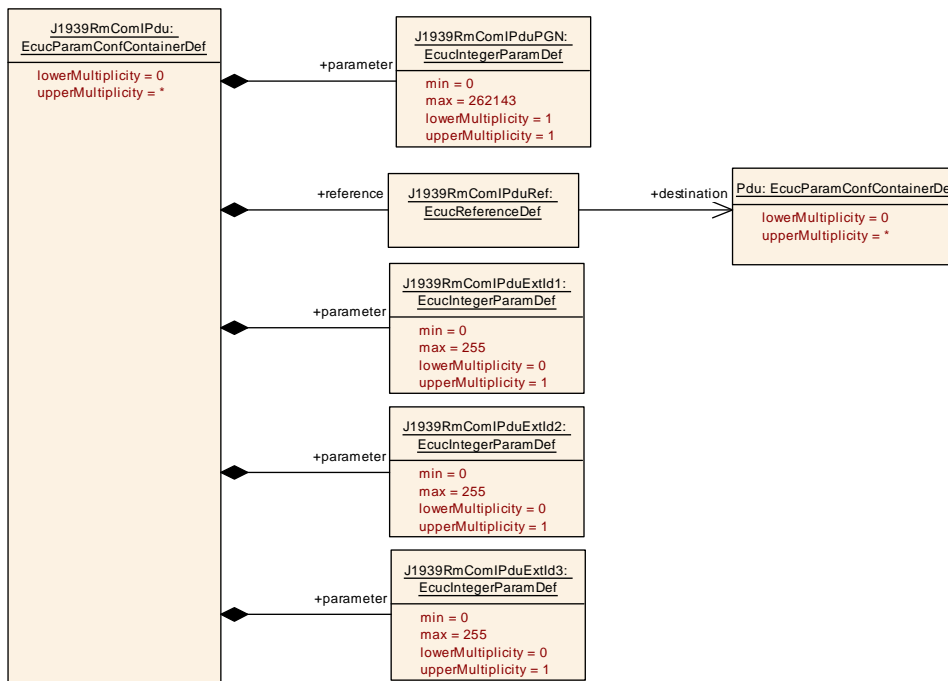 J1939RmComIPdu:
EcucParamConfContainerDef
lowerMultiplicity = 0
upperMultiplicity = *
+parameter
J1939RmComIPduPGN:
EcucIntegerParamDef
min = 0
max = 262143
lowerMultiplicity = 1
upperMultiplicity = 1
+reference
J1939RmComIPduRef:
EcucReferenceDef
+destination
Pdu: EcucParamConfContainerDe
lowerMultiplicity = 0
upperMultiplicity = *
+parameter
J1939RmComIPduExtId1:
EcucIntegerParamDef
min = 0
max = 255
lowerMultiplicity = 0
upperMultiplicity = 1
+parameter
J1939RmComIPduExtId2:
EcucIntegerParamDef
min = 0
max = 255
lowerMultiplicity = 0
upperMultiplicity = 1
+parameter
J1939RmComIPduExtId3:
EcucIntegerParamDef
min = 0
max = 255
lowerMultiplicity = 0
upperMultiplicity = 1